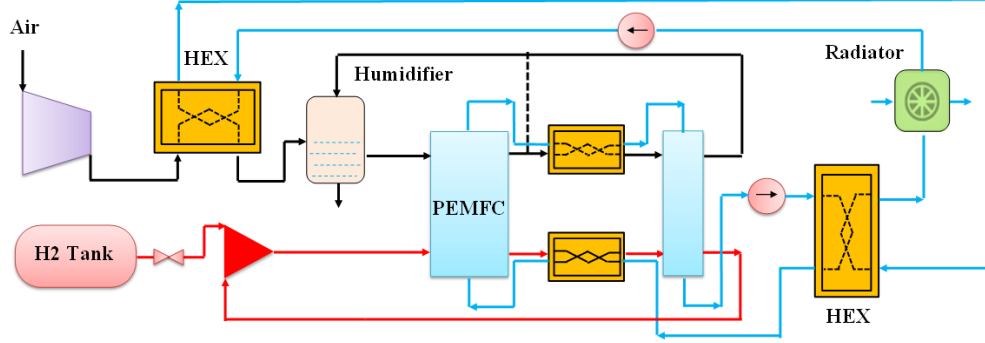 Air
HEX
Humidifier
Radiator
PEMFC
H2 Tank
HEX